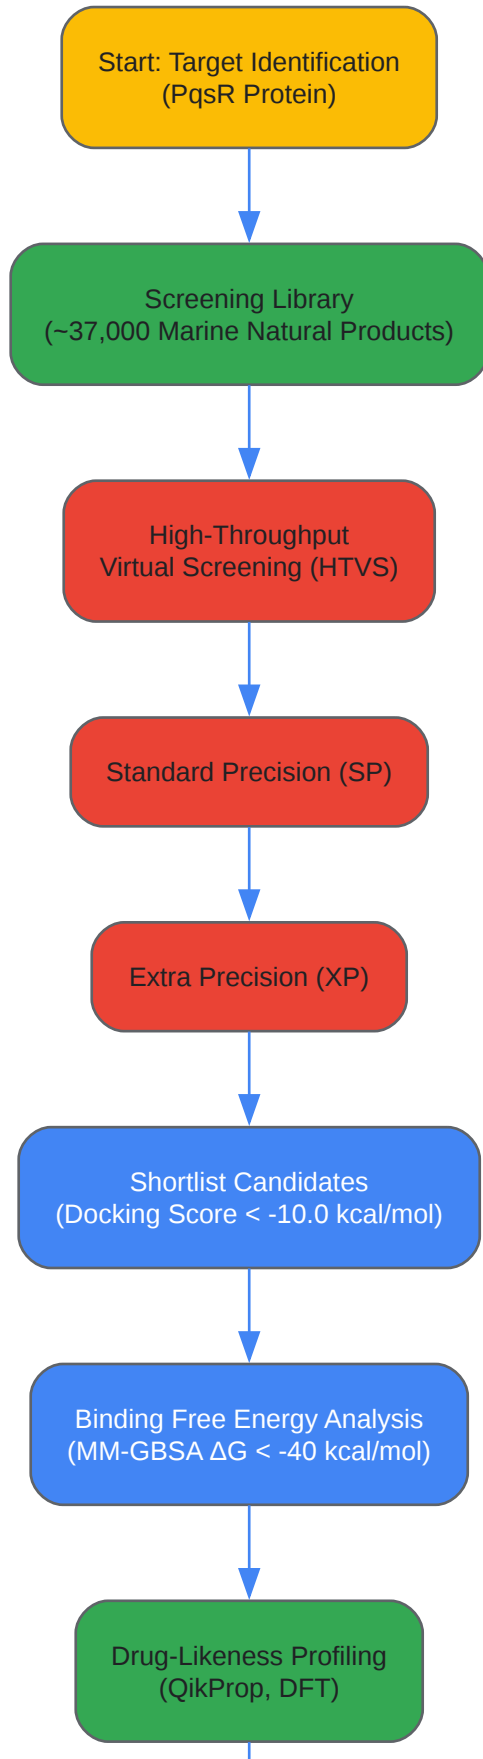 Start: Target Identification
(PqsR Protein)
Screening Library
(~37,000 Marine Natural Products)
High-Throughput
Virtual Screening (HTVS)
Standard Precision (SP)
Extra Precision (XP)
Shortlist Candidates
(Docking Score < -10.0 kcal/mol)
Binding Free Energy Analysis
(MM-GBSA ΔG < -40 kcal/mol)
Drug-Likeness Profiling
(QikProp, DFT)